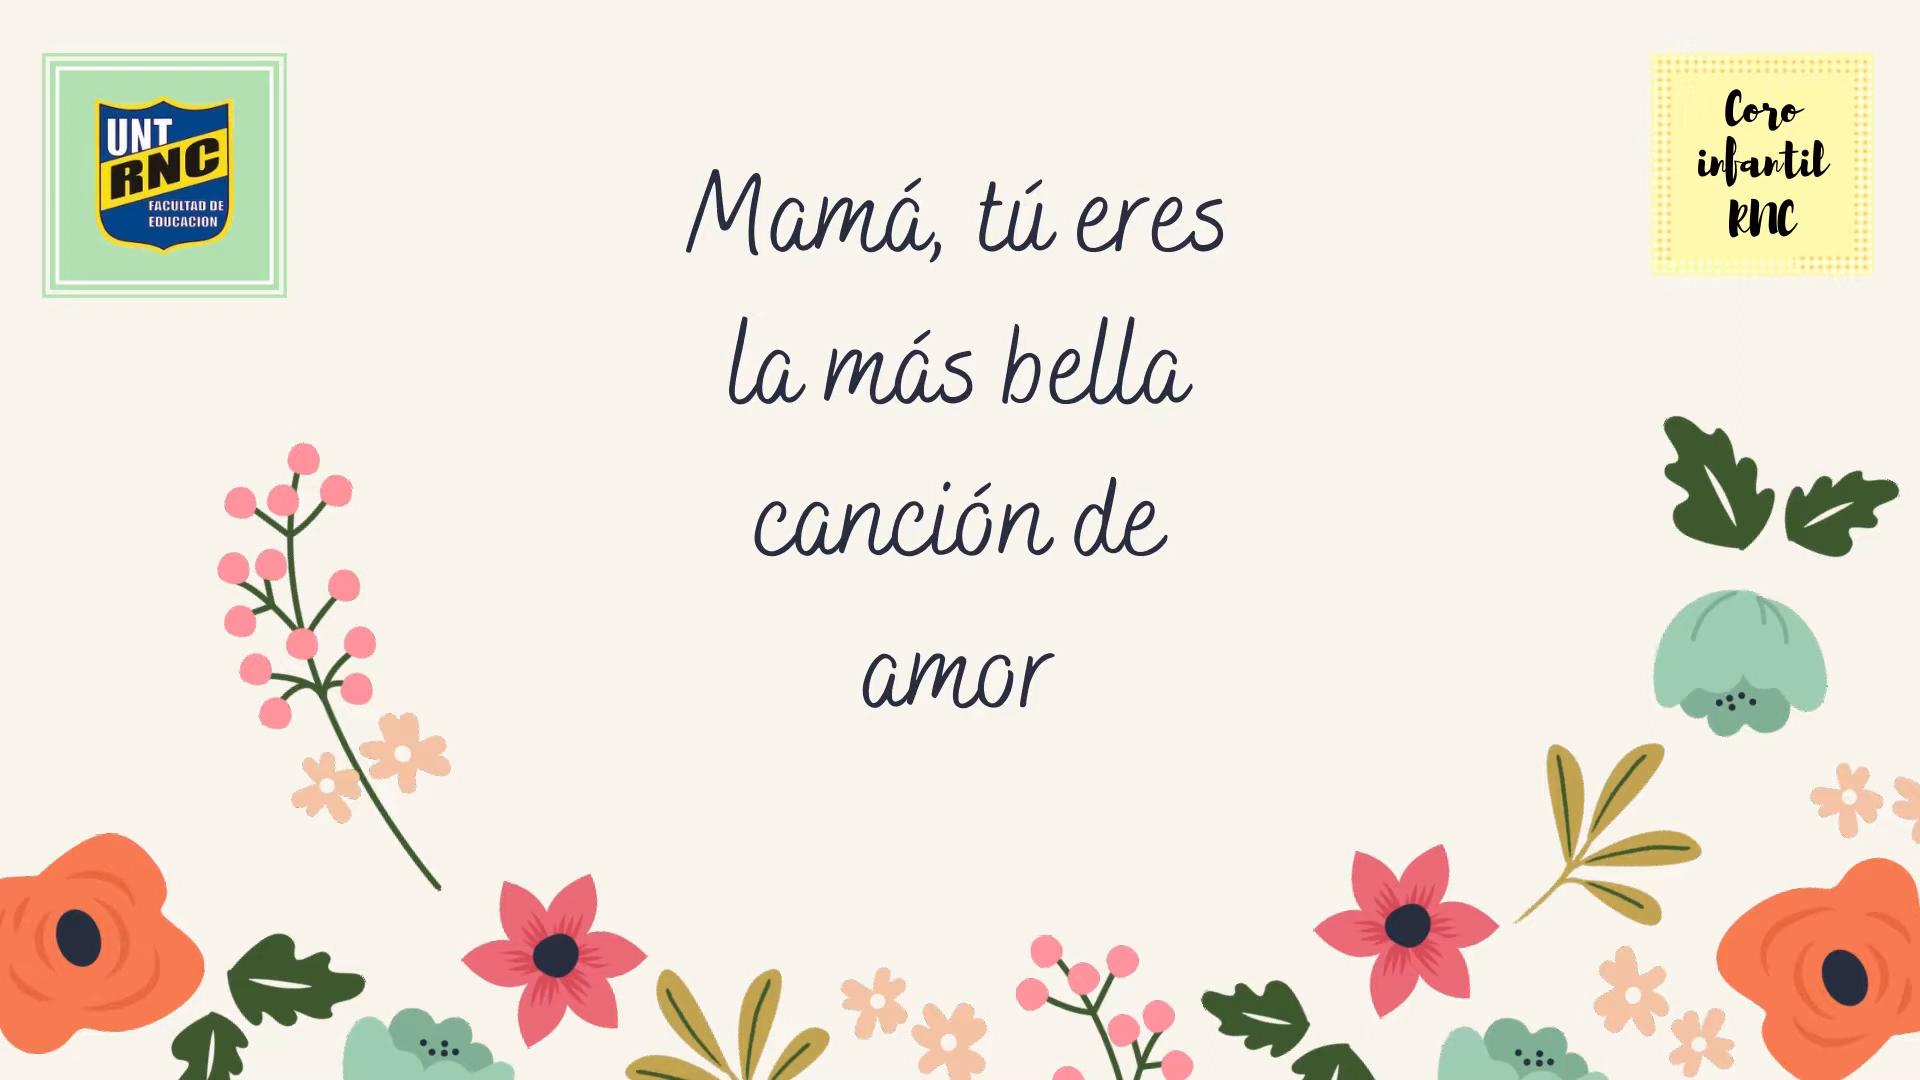 UNT
RNC
FACULTAD DE
EDUCACION
Coro
infantil
RNC
Mamá, tú eres
la más bella
canción de
amor